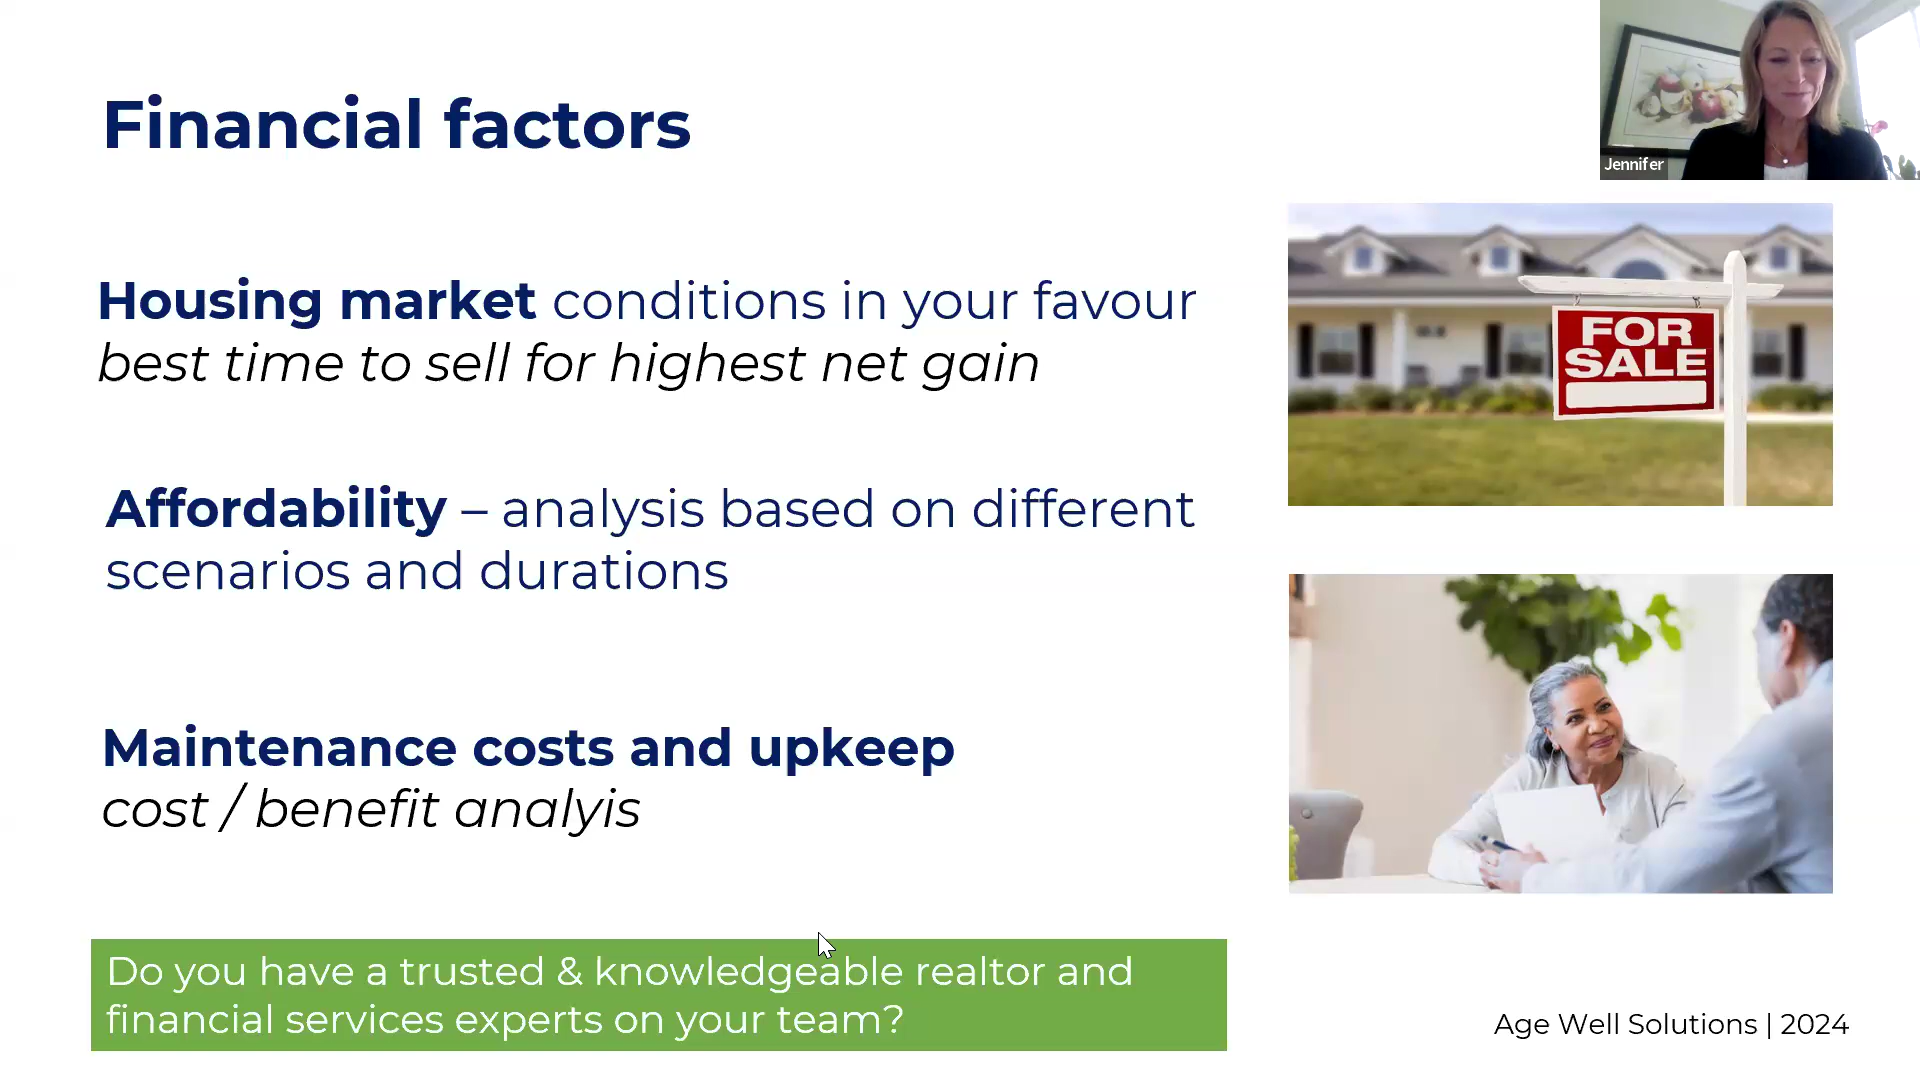 Financial factors
Jennifer
Housing market conditions in your favour
best time to sell for highest net gain
FOR
SALE
Affordability – analysis based on different
scenarios and durations
Maintenance costs and upkeep
cost / benefit analyis
Do you have a trusted & knowledgeable realtor and
financial services experts on your team?
Age Well Solutions | 2024